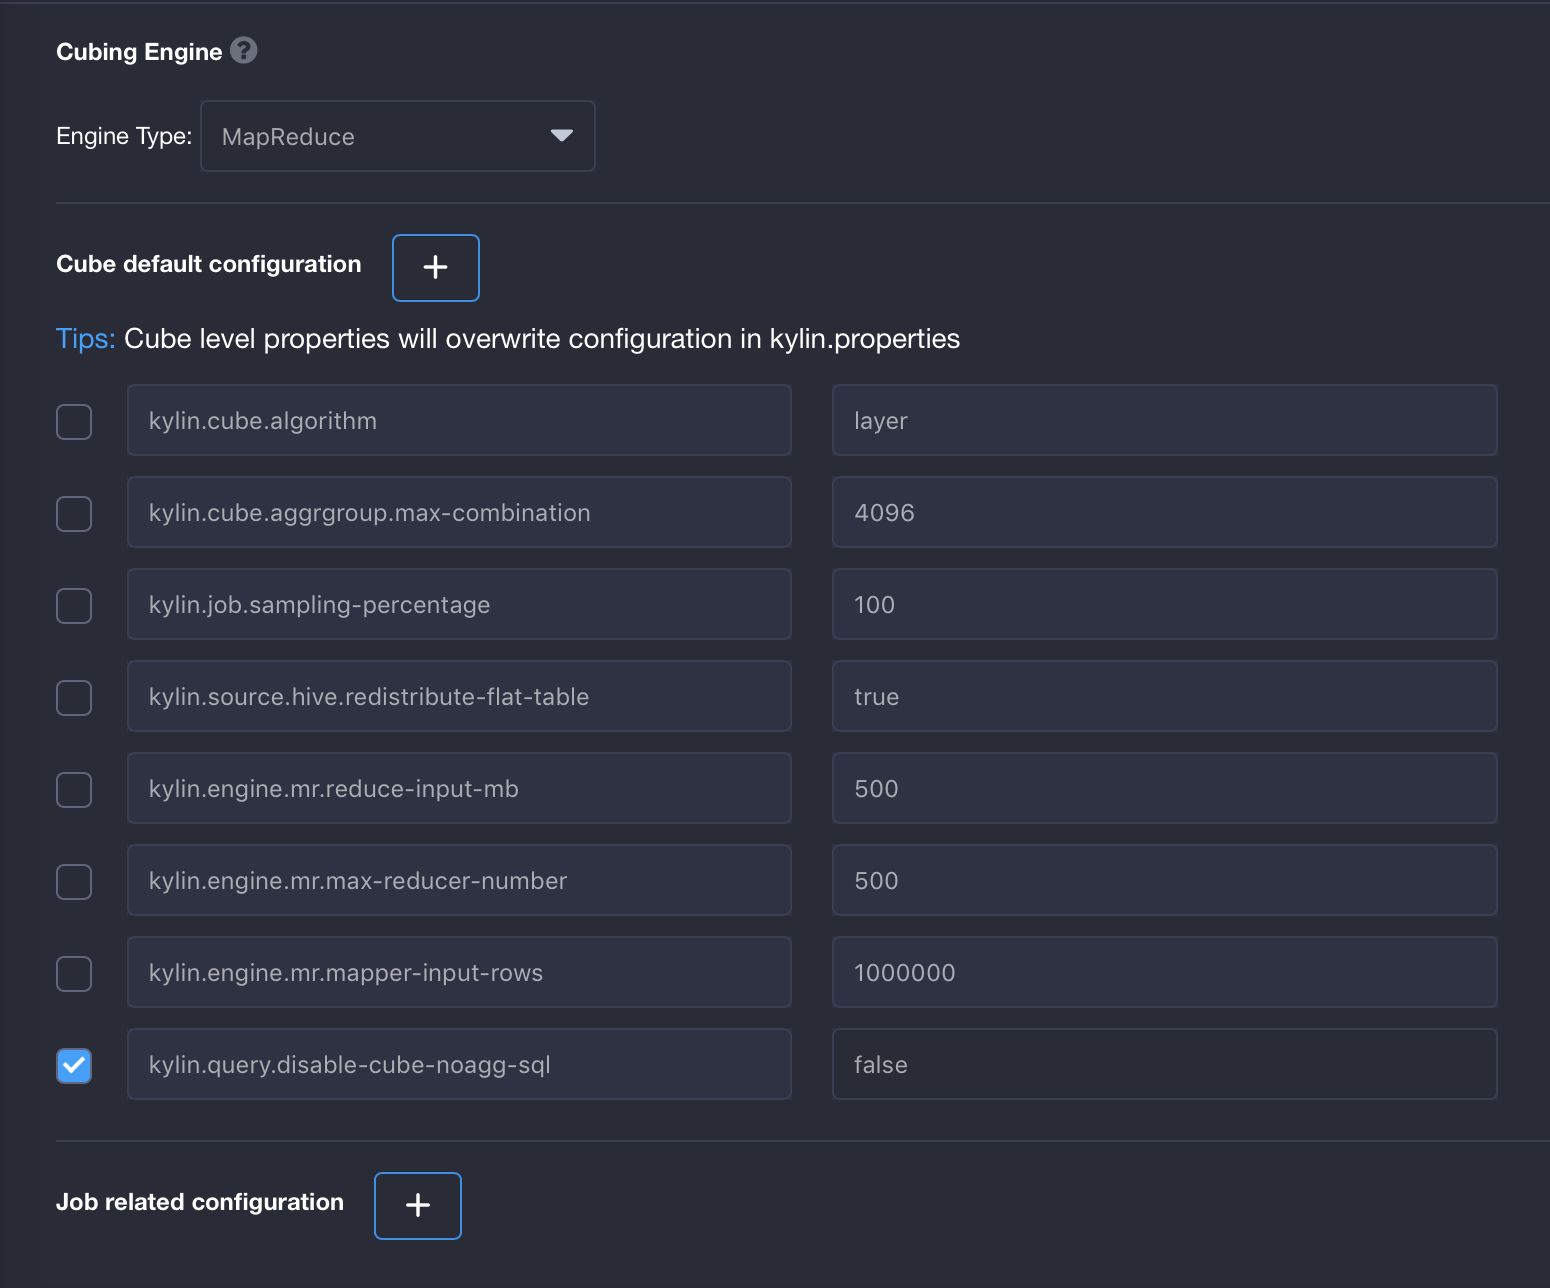 Cubing Engine ?
Engine Type: MapReduce
Cube default configuration +
Tips: Cube level properties will overwrite configuration in kylin.properties
kylin.cube.algorithm layer
kylin.cube.aggrgroup.max-combination 4096
kylin.job.sampling-percentage 100
kylin.source.hive.redistribute-flat-table true
kylin.engine.mr.reduce-input-mb 500
kylin.engine.mr.max-reducer-number 500
kylin.engine.mr.mapper-input-rows 1000000
kylin.query.disable-cube-noagg-sql false
Job related configuration +